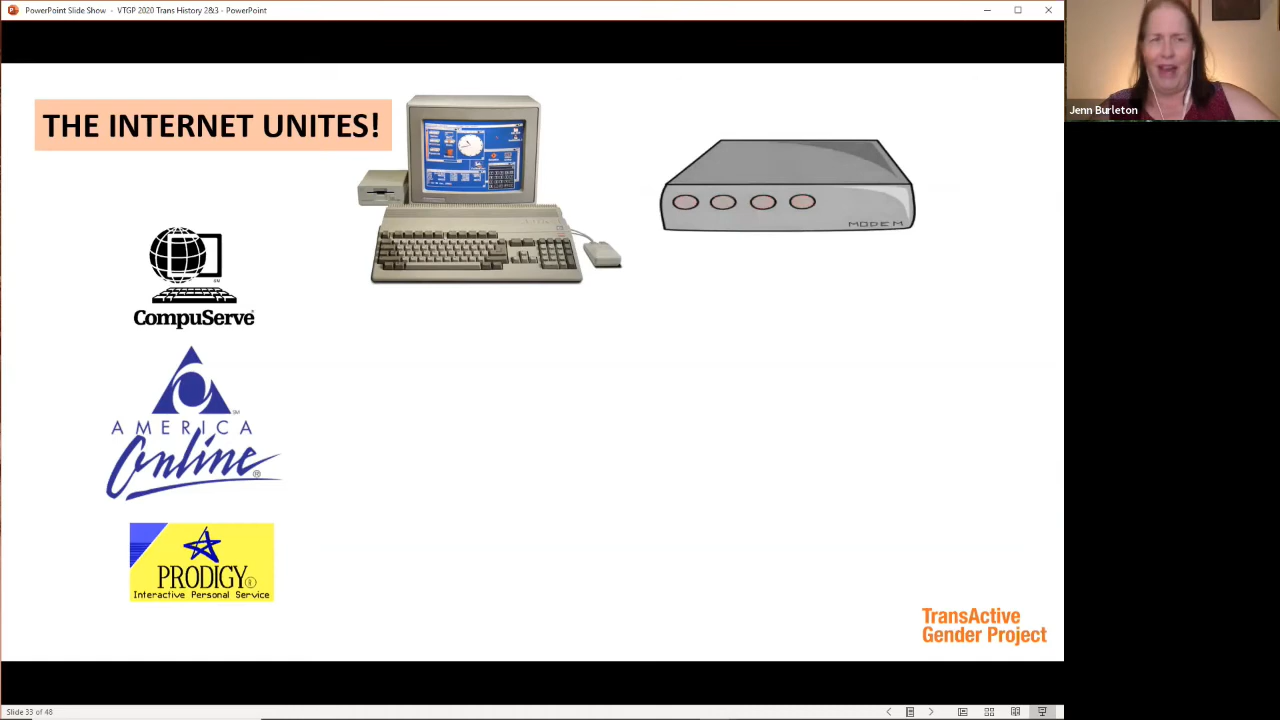 PowerPoint Slide Show - VTGP 2020 Trans History 2&3 - PowerPoint
Jenn Burleton
THE INTERNET UNITES!
MODEM
CompuServe
AMERICA
Online
PRODIGY®
Interactive Personal Service
TransActive
Gender Project
Slide 33 of 48